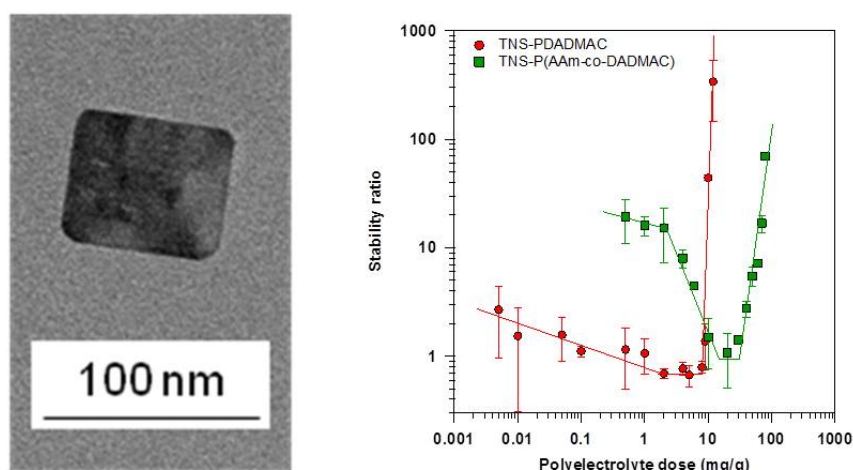 100 nm
TNS-PDADMAC
TNS-P(AAm-co-DADMAC)
1000
100
10
1
Stability ratio
0.001 0.01 0.1 1 10 100 1000
Polyelectrolyte dose (mg/g)